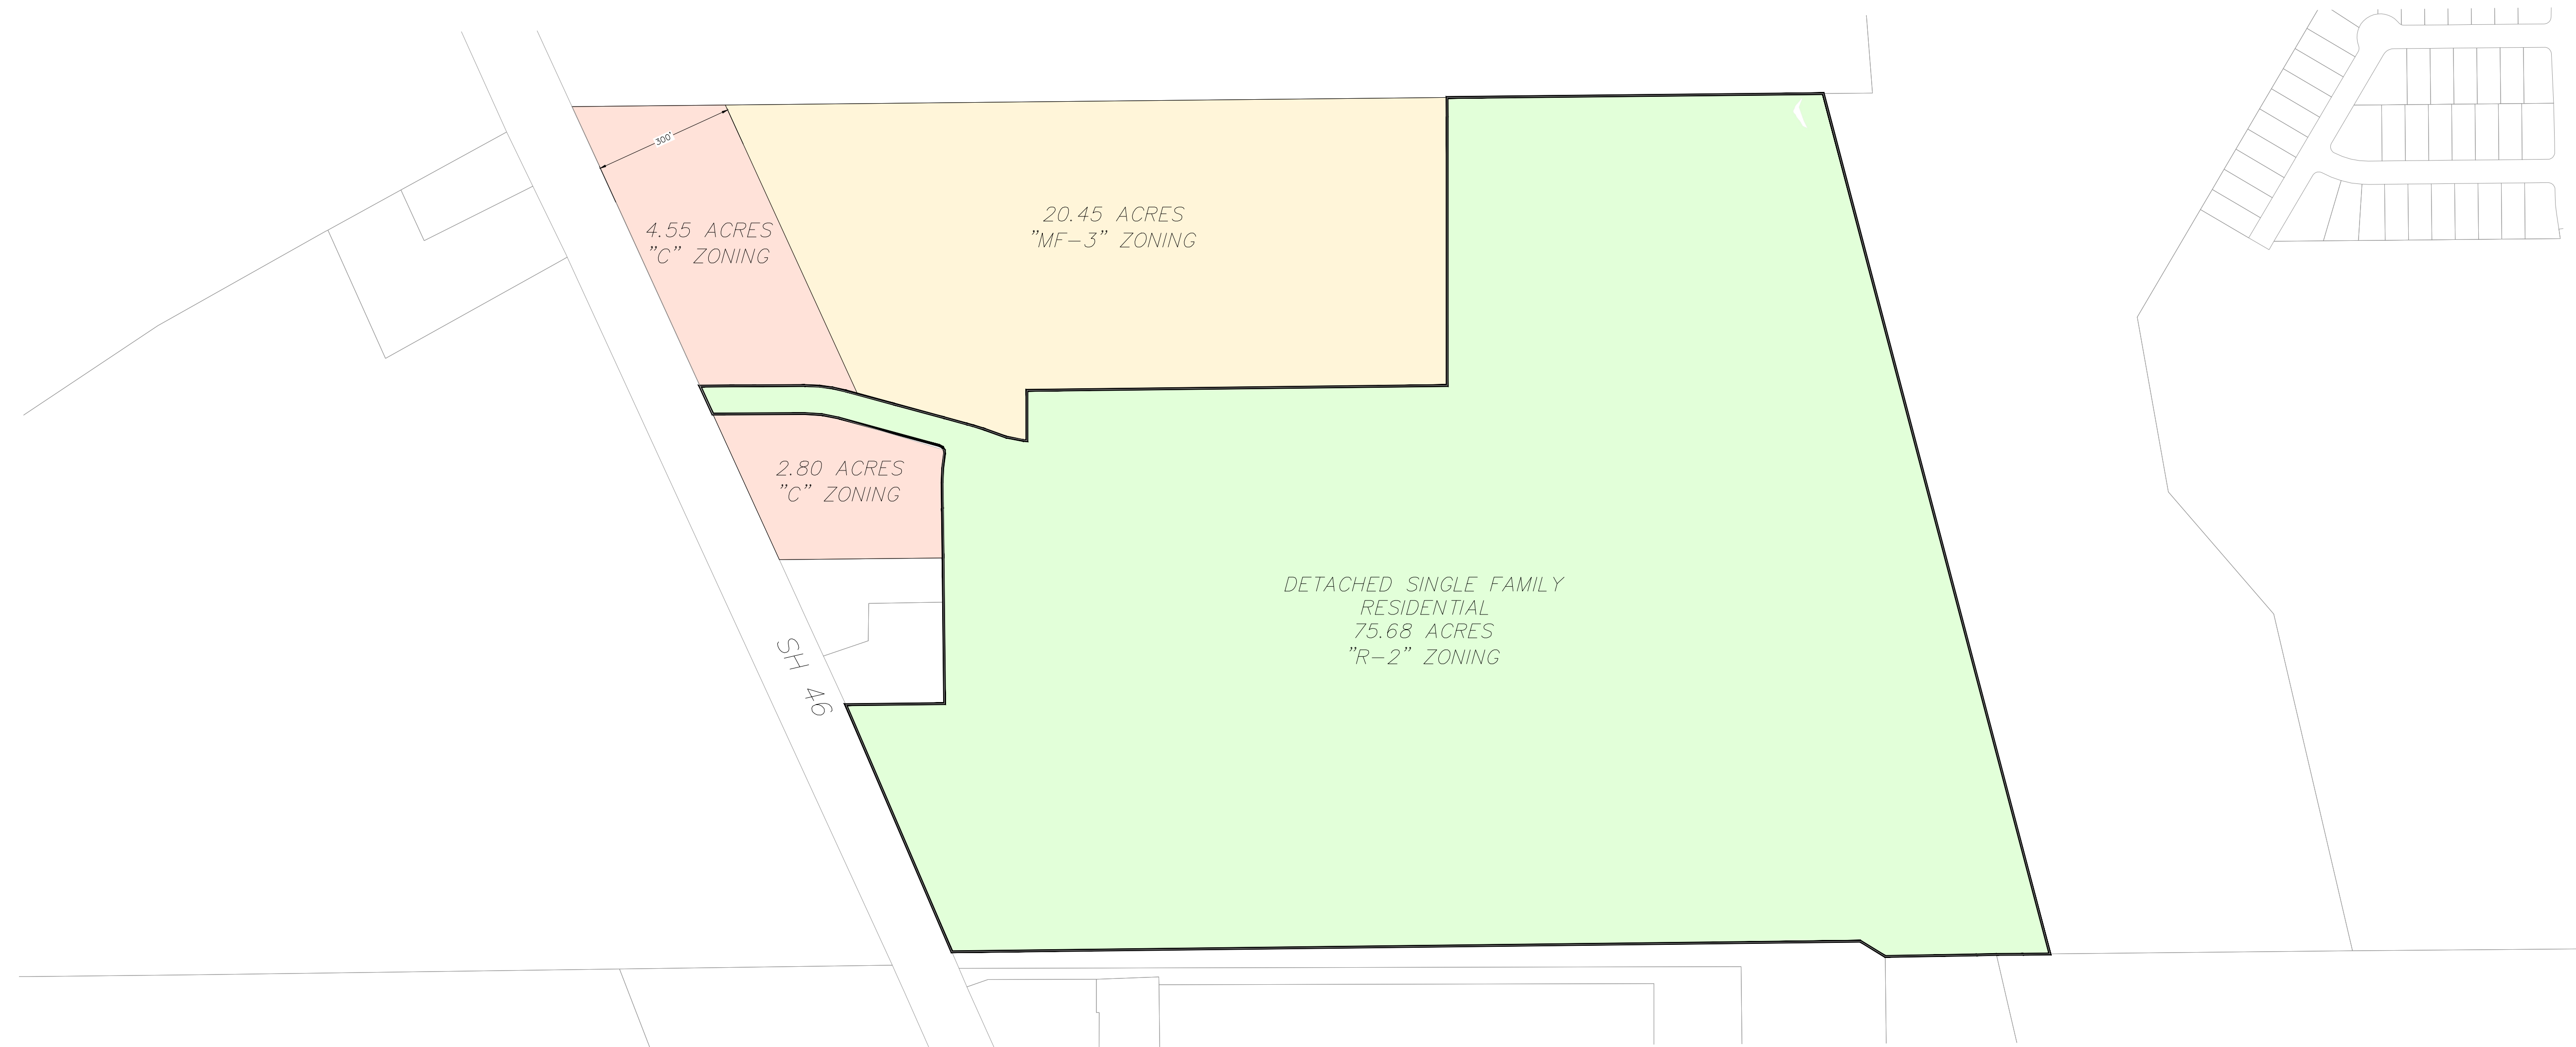 300'
4.55 ACRES
"C" ZONING
20.45 ACRES
"MF-3" ZONING
2.80 ACRES
"C" ZONING
DETACHED SINGLE FAMILY
RESIDENTIAL
75.68 ACRES
"R-2" ZONING
SH 46